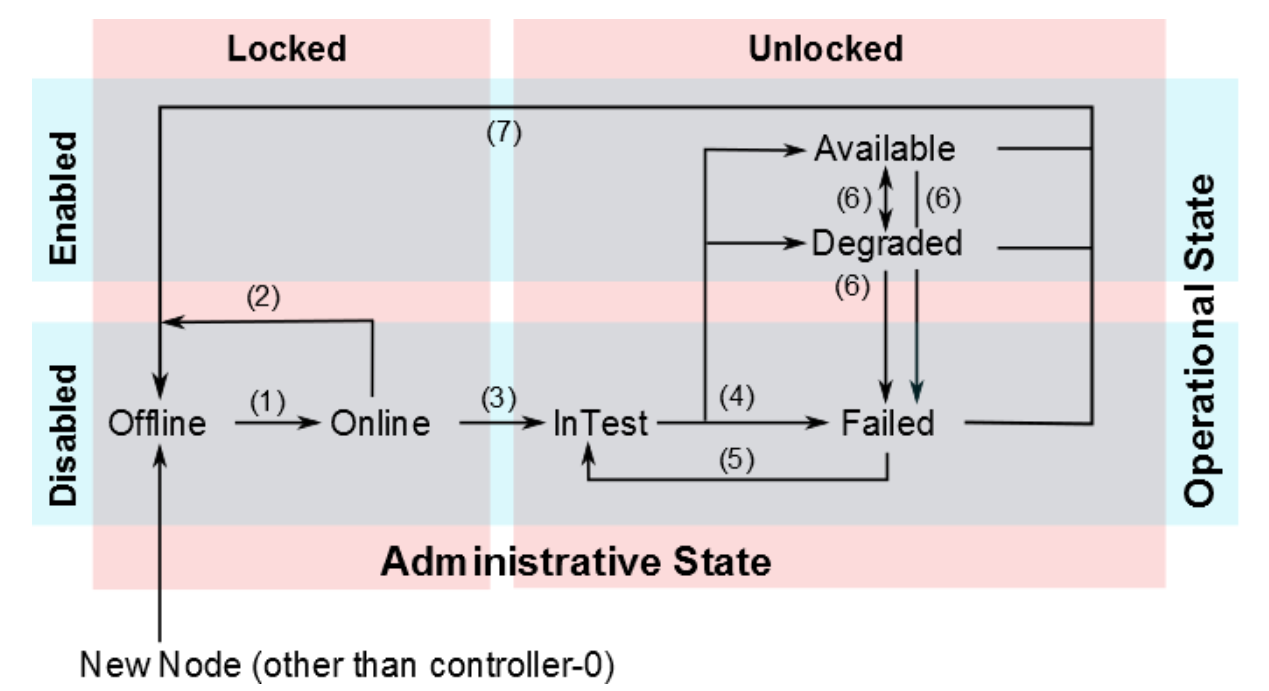 Locked
Unlocked
Enabled
(7)
Available
(6)
(6)
Degraded
(6)
Operational State
(2)
Disabled
Offline
(1)
Online
(3)
InTest
(4)
Failed
(5)
Administrative State
New Node (other than controller-0)